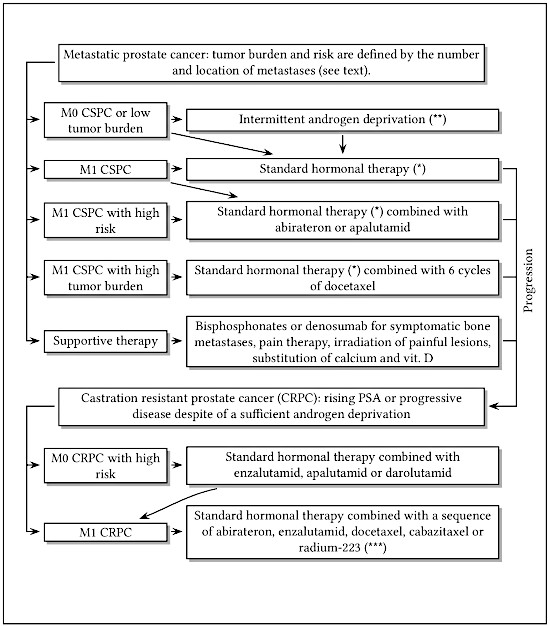 Metastatic prostate cancer: tumor burden and risk are defined by the number
and location of metastases (see text).
M0 CSPC or low
tumor burden
Intermittent androgen deprivation (**)
M1 CSPC
Standard hormonal therapy (*)
M1 CSPC with high
risk
Standard hormonal therapy (*) combined with
abirateron or apalutamid
M1 CSPC with high
tumor burden
Standard hormonal therapy (*) combined with 6 cycles
of docetaxel
Supportive therapy
Bisphosphonates or denosumab for symptomatic bone
metastases, pain therapy, irradiation of painful lesions,
substitution of calcium and vit. D
Progression
Castration resistant prostate cancer (CRPC): rising PSA or progressive
disease despite of a sufficient androgen deprivation
M0 CRPC with high
risk
Standard hormonal therapy combined with
enzalutamid, apalutamid or darolutamid
M1 CRPC
Standard hormonal therapy combined with a sequence
of abirateron, enzalutamid, docetaxel, cabazitaxel or
radium-223 (***)